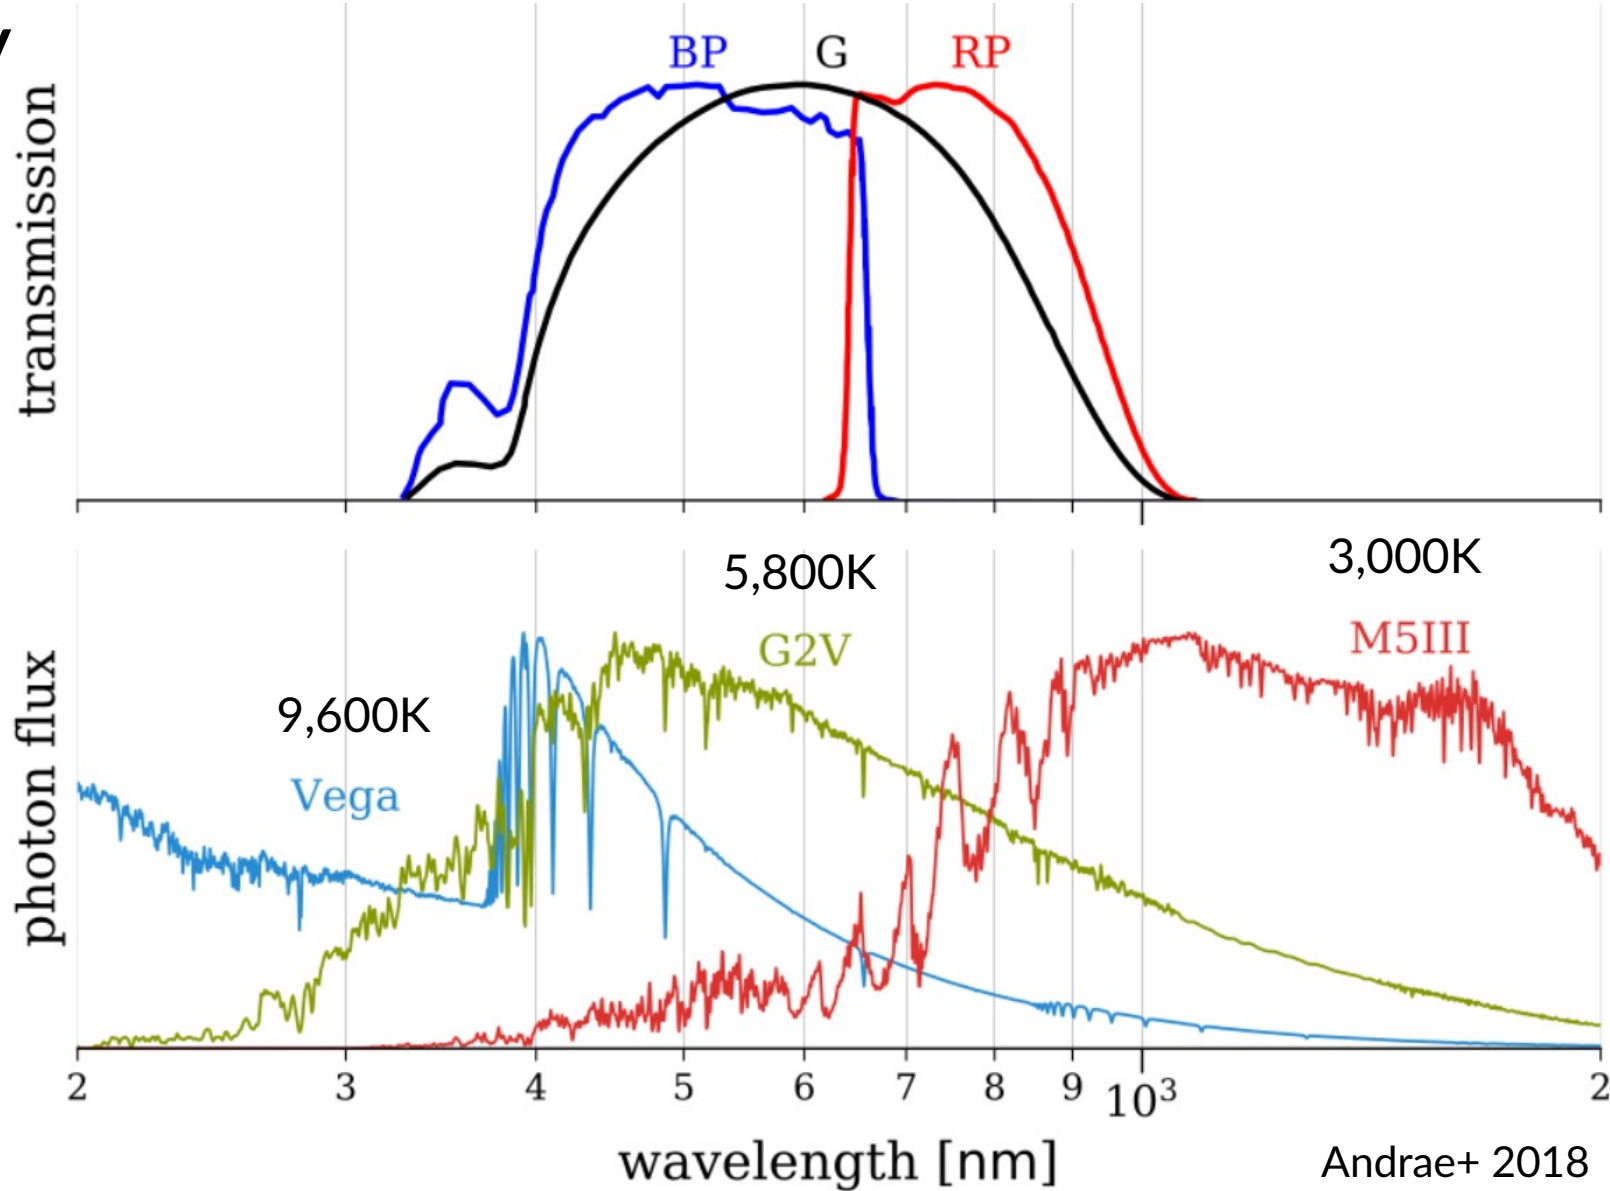 BP G RP
transmission
9,600K 5,800K 3,000K
Vega G2V M5III
photon flux
2 3 4 5 6 7 8 9 10³ 2
wavelength [nm]
Andrae+ 2018